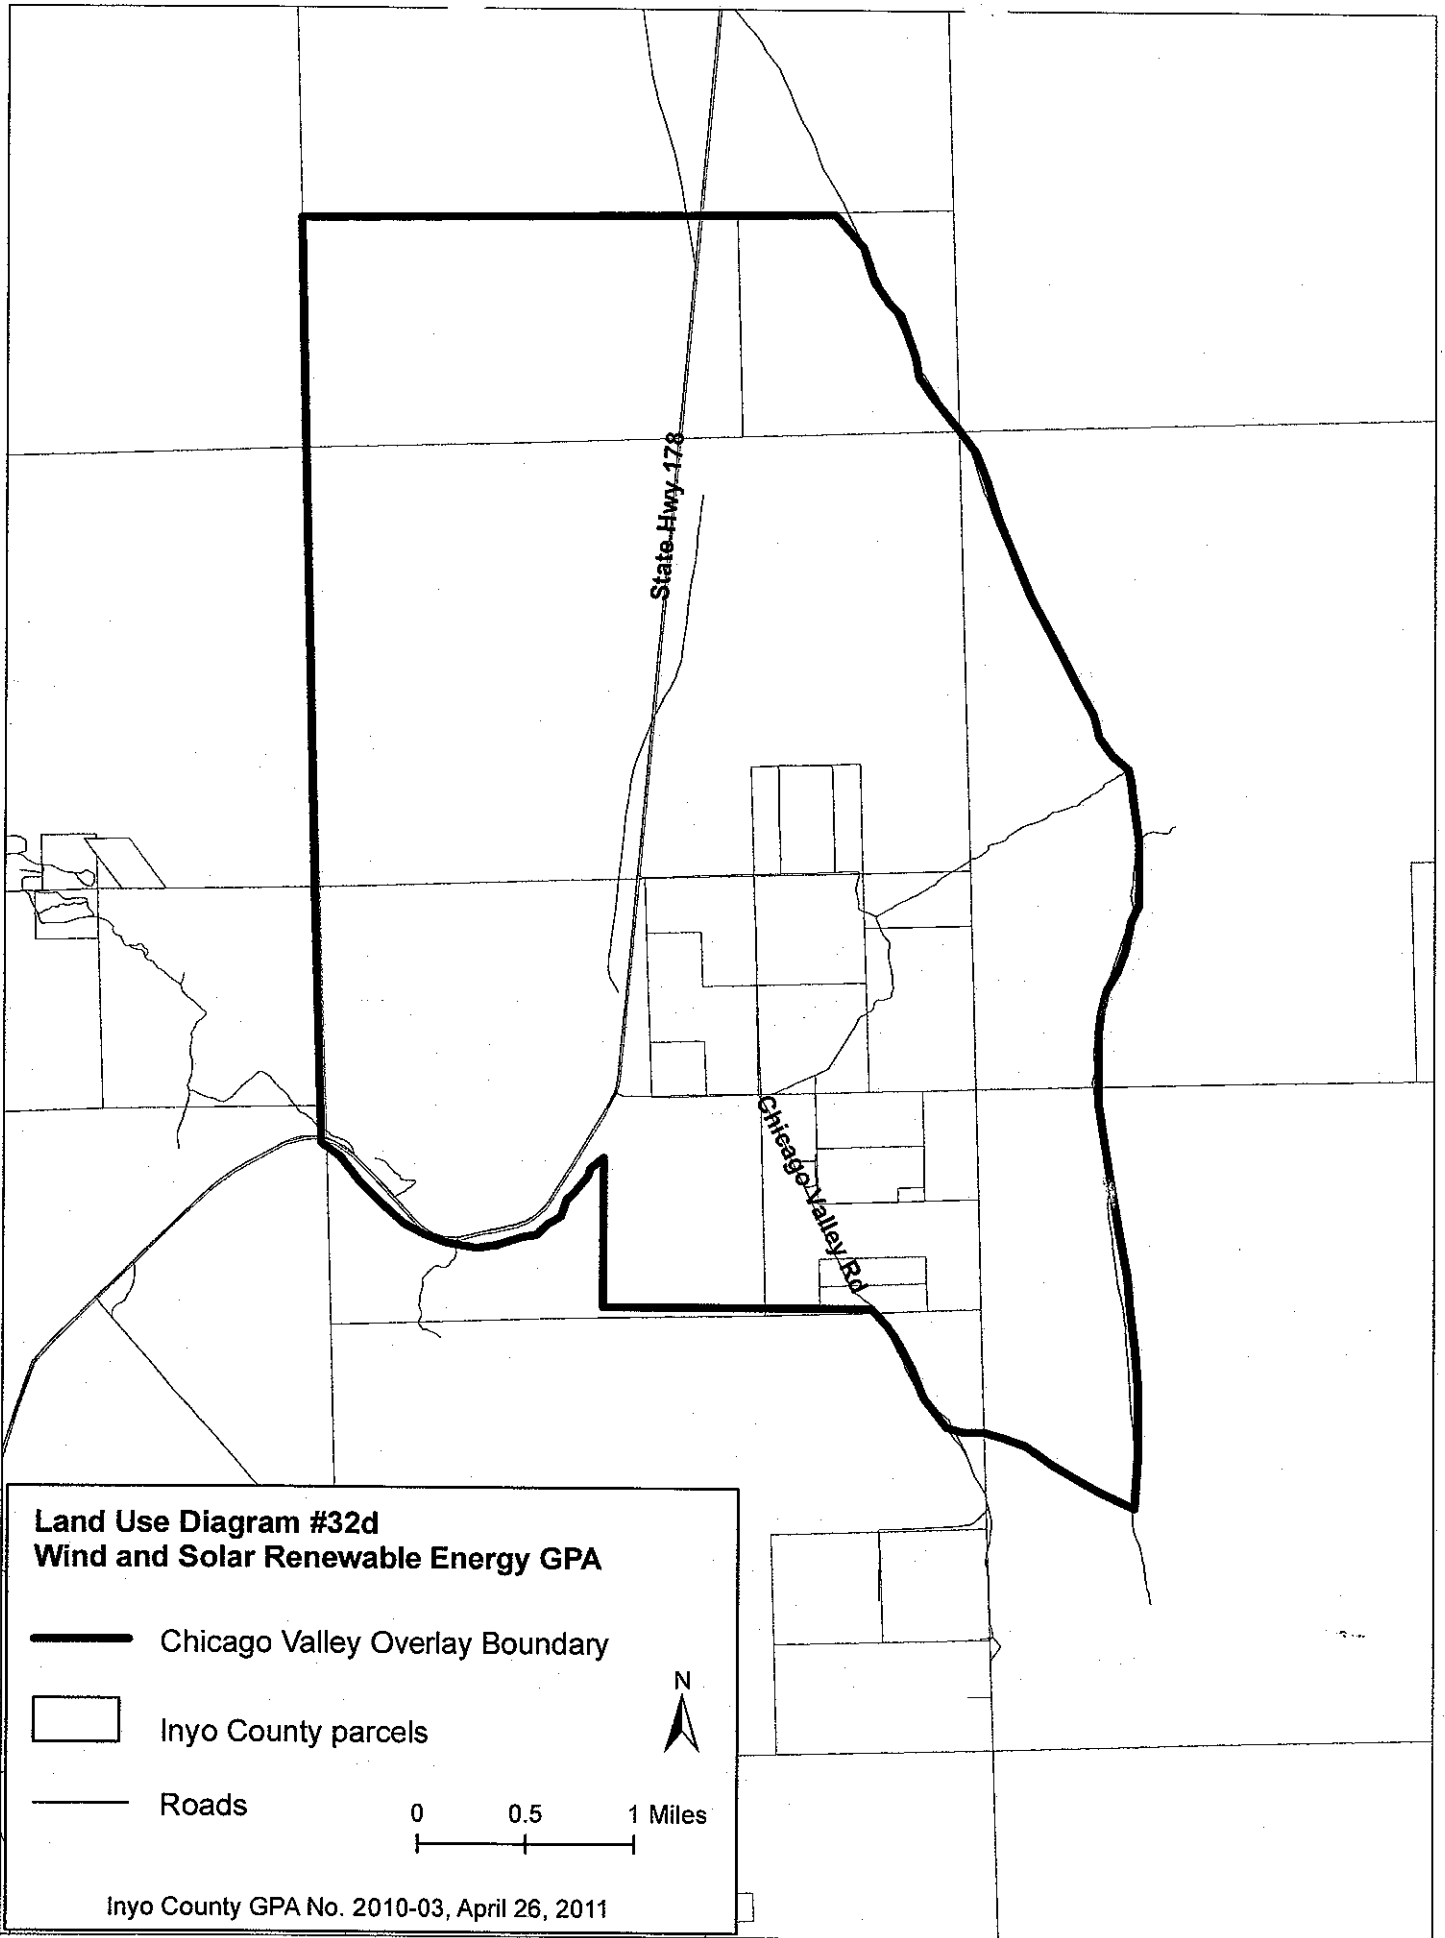 State Hwy 178
Chicago Valley Rd
Land Use Diagram #32d
Wind and Solar Renewable Energy GPA
Chicago Valley Overlay Boundary
N
Inyo County parcels
Roads
0 0.5 1 Miles
Inyo County GPA No. 2010-03, April 26, 2011